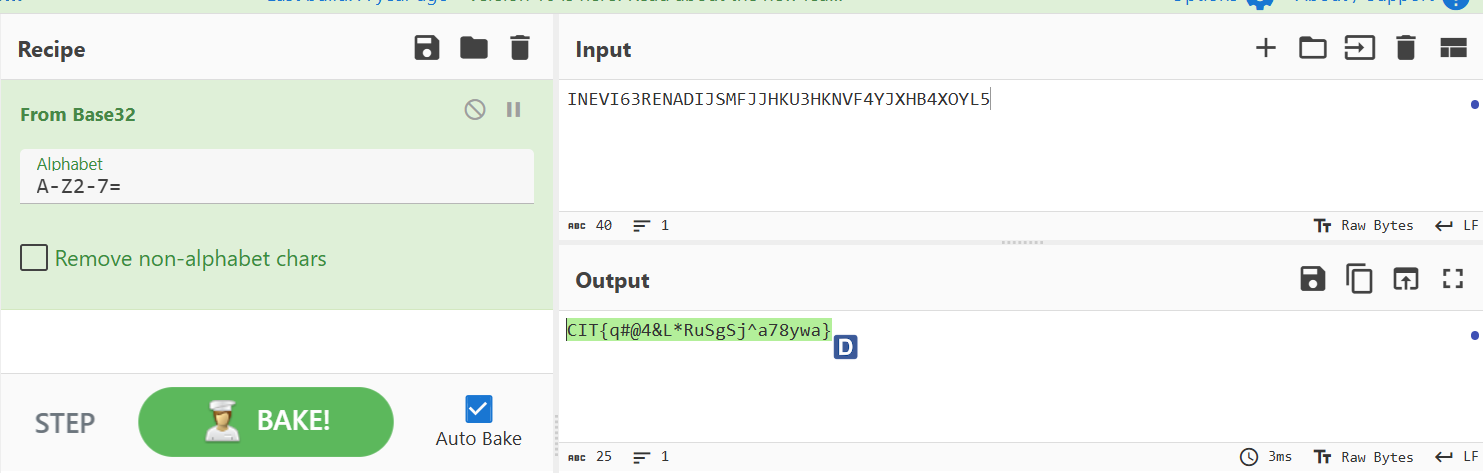 Recipe
From Base32
Alphabet
A-Z2-7=
Remove non-alphabet chars
STEP
BAKE!
Auto Bake
Input
INEVI63RENADIJSMFJJHKU3HKNVF4YJXHB4XOYL5
ABC 40 1
Raw Bytes LF
Output
CIT{q#@4&L*RuSgSj^a78ywa}
D
ABC 25 1
3ms Raw Bytes LF